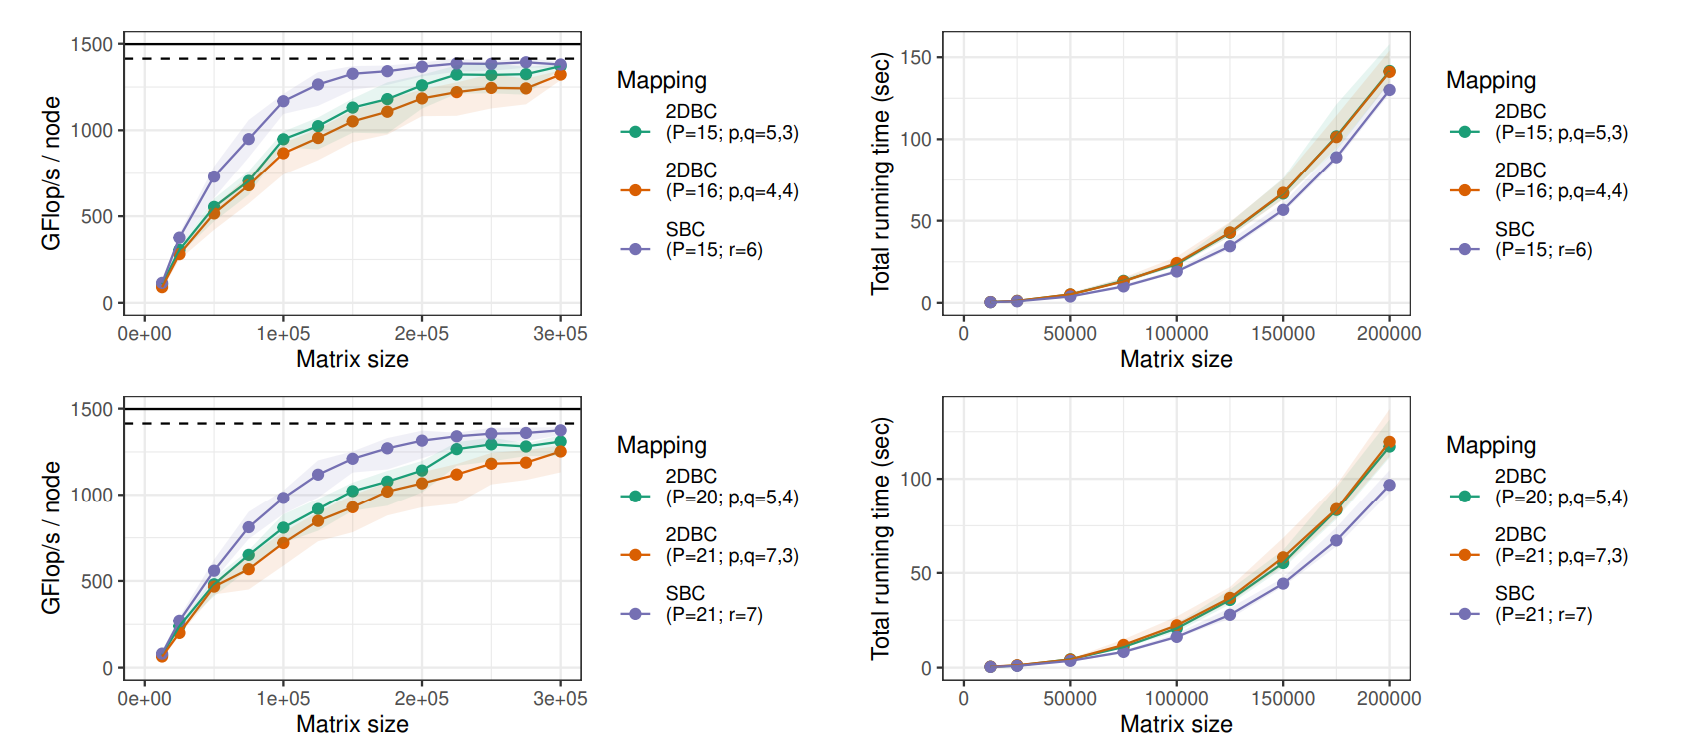 GFlop/s / node
1500
1000
500
0
0e+00 1e+05 2e+05 3e+05
Matrix size
Mapping
2DBC
(P=15; p,q=5,3)
2DBC
(P=16; p,q=4,4)
SBC
(P=15; r=6)
Total running time (sec)
150
100
50
0
0 50000 100000 150000 200000
Matrix size
Mapping
2DBC
(P=15; p,q=5,3)
2DBC
(P=16; p,q=4,4)
SBC
(P=15; r=6)
GFlop/s / node
1500
1000
500
0
0e+00 1e+05 2e+05 3e+05
Matrix size
Mapping
2DBC
(P=20; p,q=5,4)
2DBC
(P=21; p,q=7,3)
SBC
(P=21; r=7)
Total running time (sec)
100
50
0
0 50000 100000 150000 200000
Matrix size
Mapping
2DBC
(P=20; p,q=5,4)
2DBC
(P=21; p,q=7,3)
SBC
(P=21; r=7)